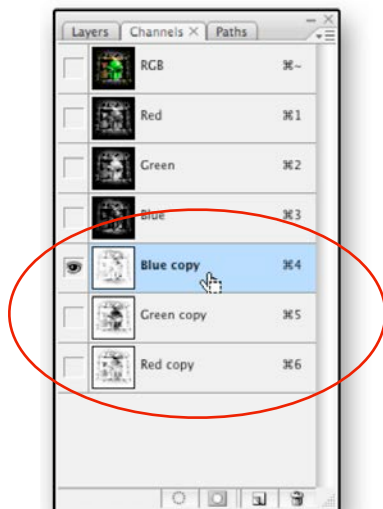 Layers Channels × Paths
RGB ⌘~
Red ⌘1
Green ⌘2
Blue ⌘3
Blue copy ⌘4
Green copy ⌘5
Red copy ⌘6